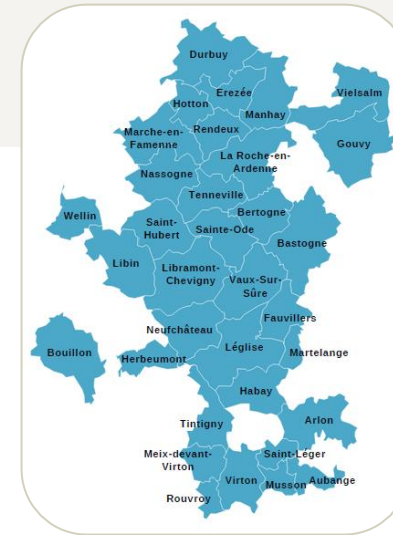 Durbuy
Erezée
Vielsalm
Hotton
Manhay
Rendeux
Marche-en-
Famenne
Gouvy
La Roche-en-
Ardenne
Nassogne
Tenneville
Bertogne
Wellin
Saint-
Hubert
Sainte-Ode
Bastogne
Libin
Libramont-
Chevigny
Vaux-Sur-
Sûre
Fauvillers
Neufchâteau
Léglise
Bouillon
Herbeumont
Martelange
Habay
Tintigny
Arlon
Meix-devant-
Virton
Saint-Léger
Virton
Musson
Aubange
Rouvroy